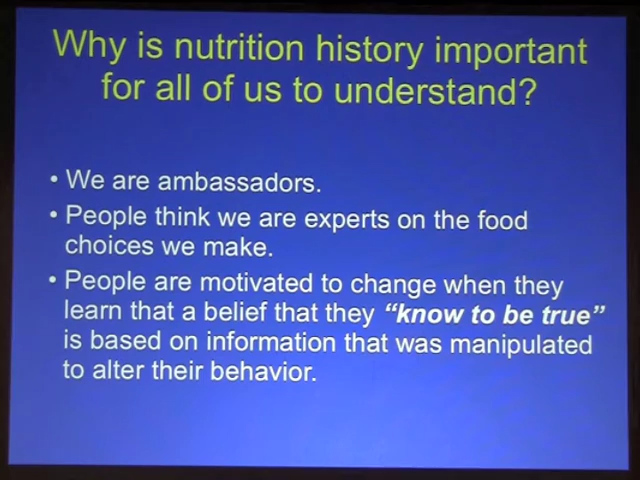 Why is nutrition history important
for all of us to understand?
• We are ambassadors.
• People think we are experts on the food
choices we make.
• People are motivated to change when they
learn that a belief that they “know to be true”
is based on information that was manipulated
to alter their behavior.